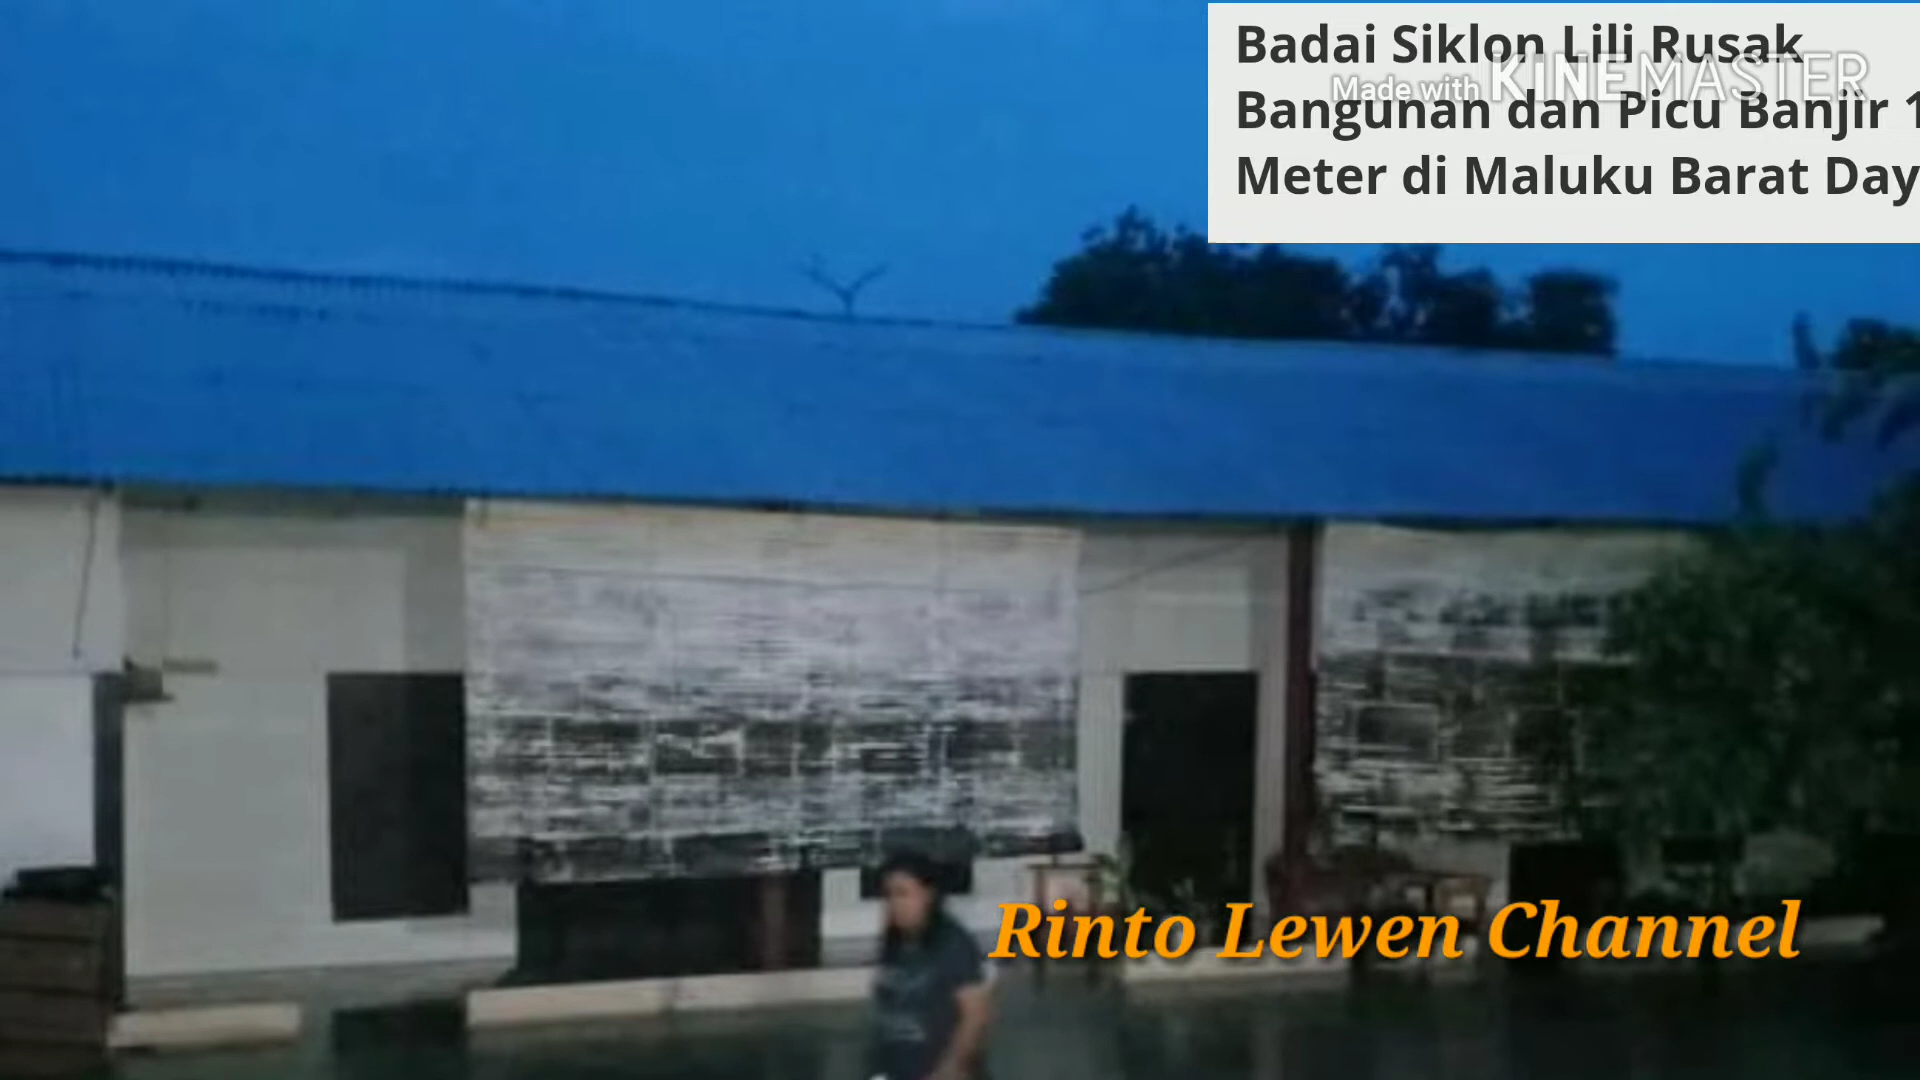 Badai Siklon Lili Rusak
Made with KINEMASTER
Bangunan dan Picu Banjir 1
Meter di Maluku Barat Day
Rinto Lewen Channel